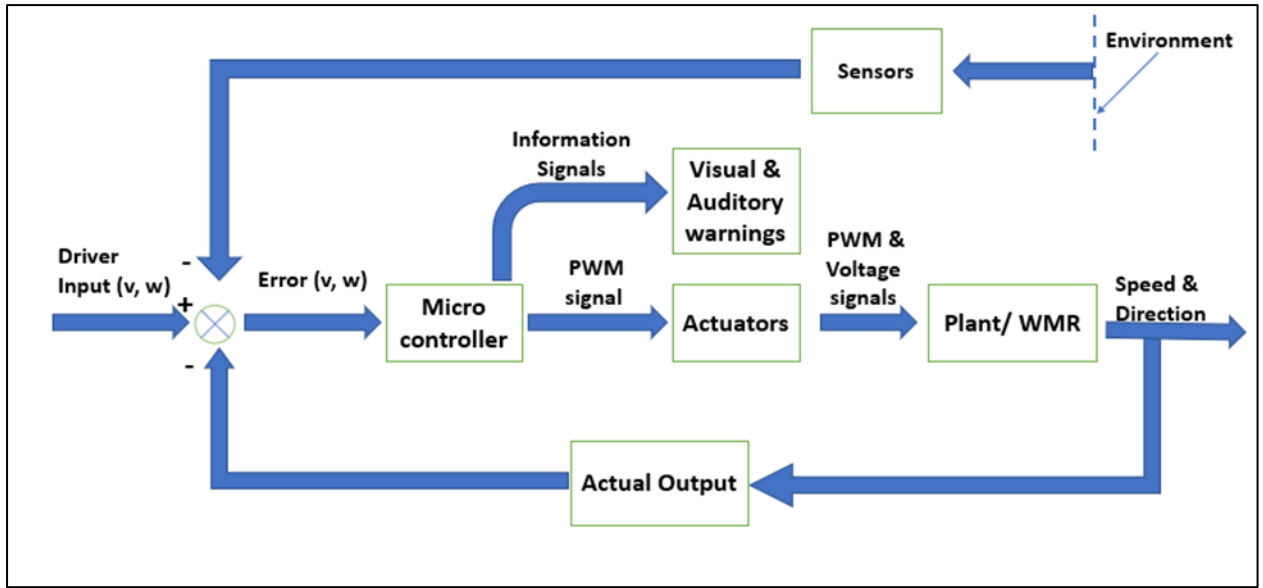 Environment
Sensors
Information
Signals
Visual &
Auditory
warnings
Driver
Input (v, w)
-
+
Error (v, w)
Micro
controller
PWM
signal
Actuators
PWM &
Voltage
signals
Plant/ WMR
Speed &
Direction
-
Actual Output